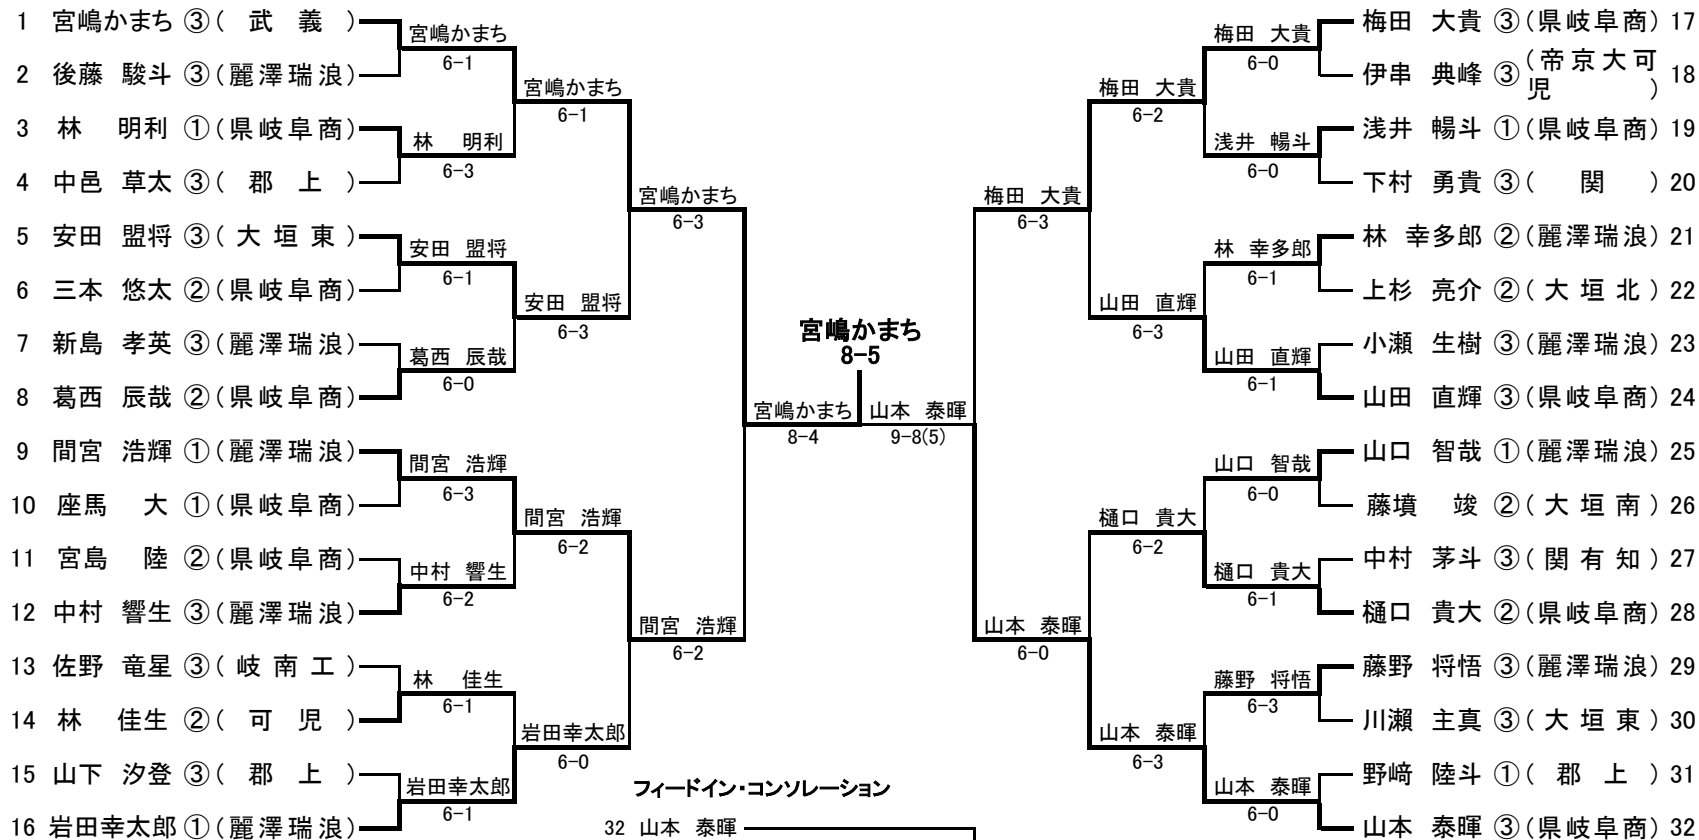 1 宮嶋かまち ③ ( 武 義 )
2 後藤 駿斗 ③ (麗澤瑞浪)
3 林 明利 ① (県岐阜商)
4 中邑 草太 ③ ( 郡 上 )
5 安田 盟将 ③ ( 大 垣 東 )
6 三本 悠太 ② (県岐阜商)
7 新島 孝英 ③ (麗澤瑞浪)
8 葛西 辰哉 ② (県岐阜商)
9 間宮 浩輝 ① (麗澤瑞浪)
10 座馬 大 ① (県岐阜商)
11 宮島 陸 ② (県岐阜商)
12 中村 響生 ③ (麗澤瑞浪)
13 佐野 竜星 ③ ( 岐 南 工 )
14 林 佳生 ② ( 可 児 )
15 山下 汐登 ③ ( 郡 上 )
16 岩田幸太郎 ① (麗澤瑞浪)
宮嶋かまち
6-1
林 明利
6-3
安田 盟将
6-1
葛西 辰哉
6-0
間宮 浩輝
6-3
中村 響生
6-2
林 佳生
6-1
岩田幸太郎
6-1
宮嶋かまち
6-1
安田 盟将
6-3
間宮 浩輝
6-2
岩田幸太郎
6-0
宮嶋かまち
6-3
間宮 浩輝
6-2
宮嶋かまち
8-4
宮嶋かまち
8-5
山本 泰暉
9-8(5)
梅田 大貴
6-3
山本 泰暉
6-0
梅田 大貴
6-2
山田 直輝
6-3
樋口 貴大
6-2
山本 泰暉
6-3
梅田 大貴
6-0
浅井 暢斗
6-0
林 幸多郎
6-1
山田 直輝
6-1
山口 智哉
6-0
樋口 貴大
6-1
藤野 将悟
6-3
山本 泰暉
6-0
梅田 大貴 ③ (県岐阜商) 17
伊串 典峰 ③ (帝京大可児) 18
浅井 暢斗 ① (県岐阜商) 19
下村 勇貴 ③ ( 関 ) 20
林 幸多郎 ② (麗澤瑞浪) 21
上杉 亮介 ② ( 大 垣 北 ) 22
小瀬 生樹 ③ (麗澤瑞浪) 23
山田 直輝 ③ (県岐阜商) 24
山口 智哉 ① (麗澤瑞浪) 25
藤墳 竣 ② ( 大 垣 南 ) 26
中村 茅斗 ③ ( 関 有 知 ) 27
樋口 貴大 ② (県岐阜商) 28
藤野 将悟 ③ (麗澤瑞浪) 29
川瀬 主真 ③ ( 大 垣 東 ) 30
野﨑 陸斗 ① ( 郡 上 ) 31
山本 泰暉 ③ (県岐阜商) 32
フィードイン・コンソレーション
32 山本 泰暉